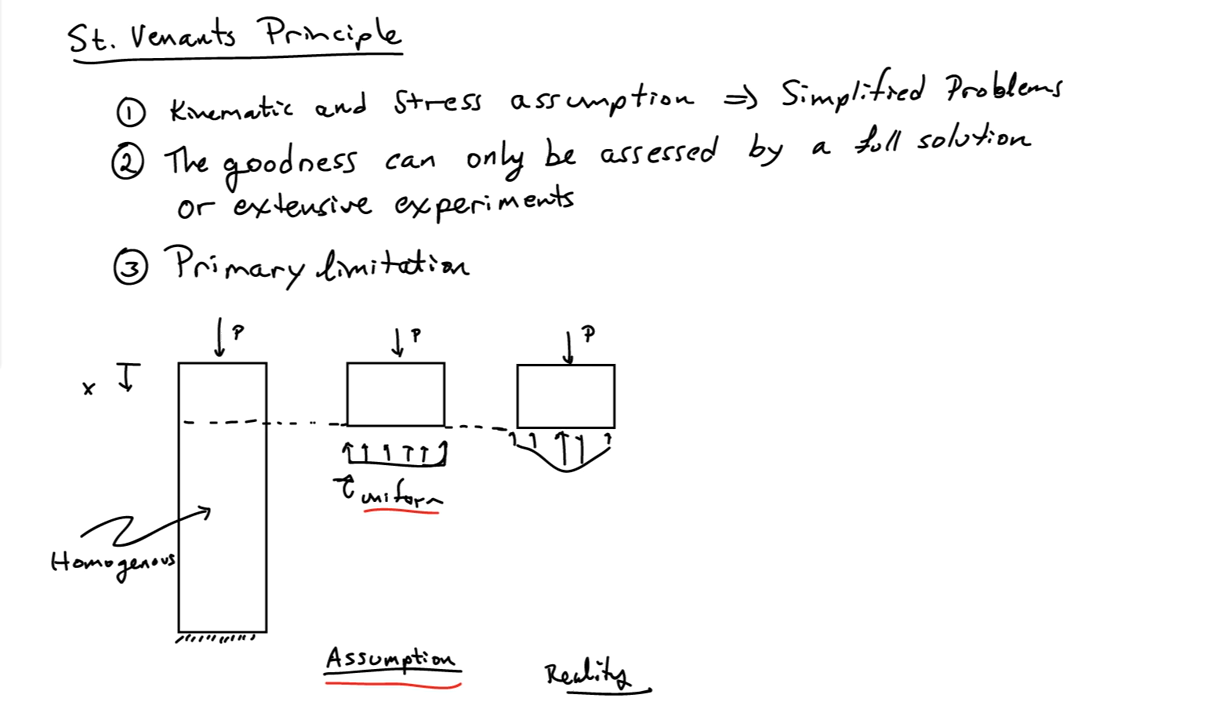 St. Venants Principle
① Kinematic and Stress assumption ⇒ Simplified Problems
② The goodness can only be assessed by a full solution
or extensive experiments
③ Primary limitation
P
P
P
x
uniform
Homogenous
Assumption
Reality